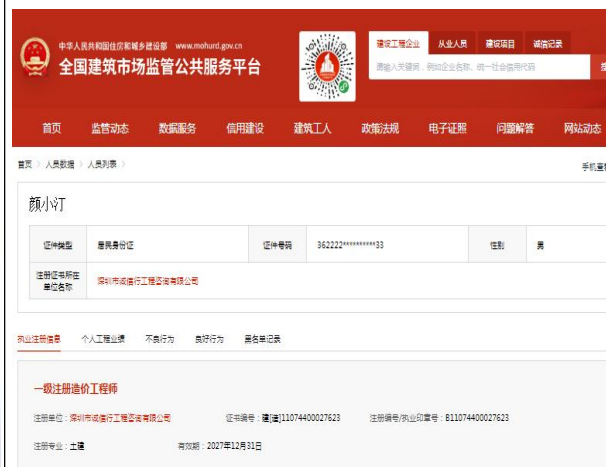 中华人民共和国住房和城乡建设部 www.mohurd.gov.cn
全国建筑市场监管公共服务平台
建设工程企业 从业人员 建设项目 诚信记录
请输入关键词，例如企业名称、统一社会信用代码
首页 监管动态 数据服务 信用建设 建筑工人 政策法规 电子证照 问题解答 网站动态
首页 > 人员数据 > 人员列表 >
手机查
颜小汀
证件类型 居民身份证 证件号码 362222**********33 性别 男
注册证书所在单位名称 深圳市诚信行工程咨询有限公司
执业注册信息 个人工程业绩 不良行为 良好行为 黑名单记录
一级注册造价工程师
注册单位：深圳市诚信行工程咨询有限公司 证书编号：建[造]11074400027623 注册编号/执业印章号：B11074400027623
注册专业：土建 有效期：2027年12月31日